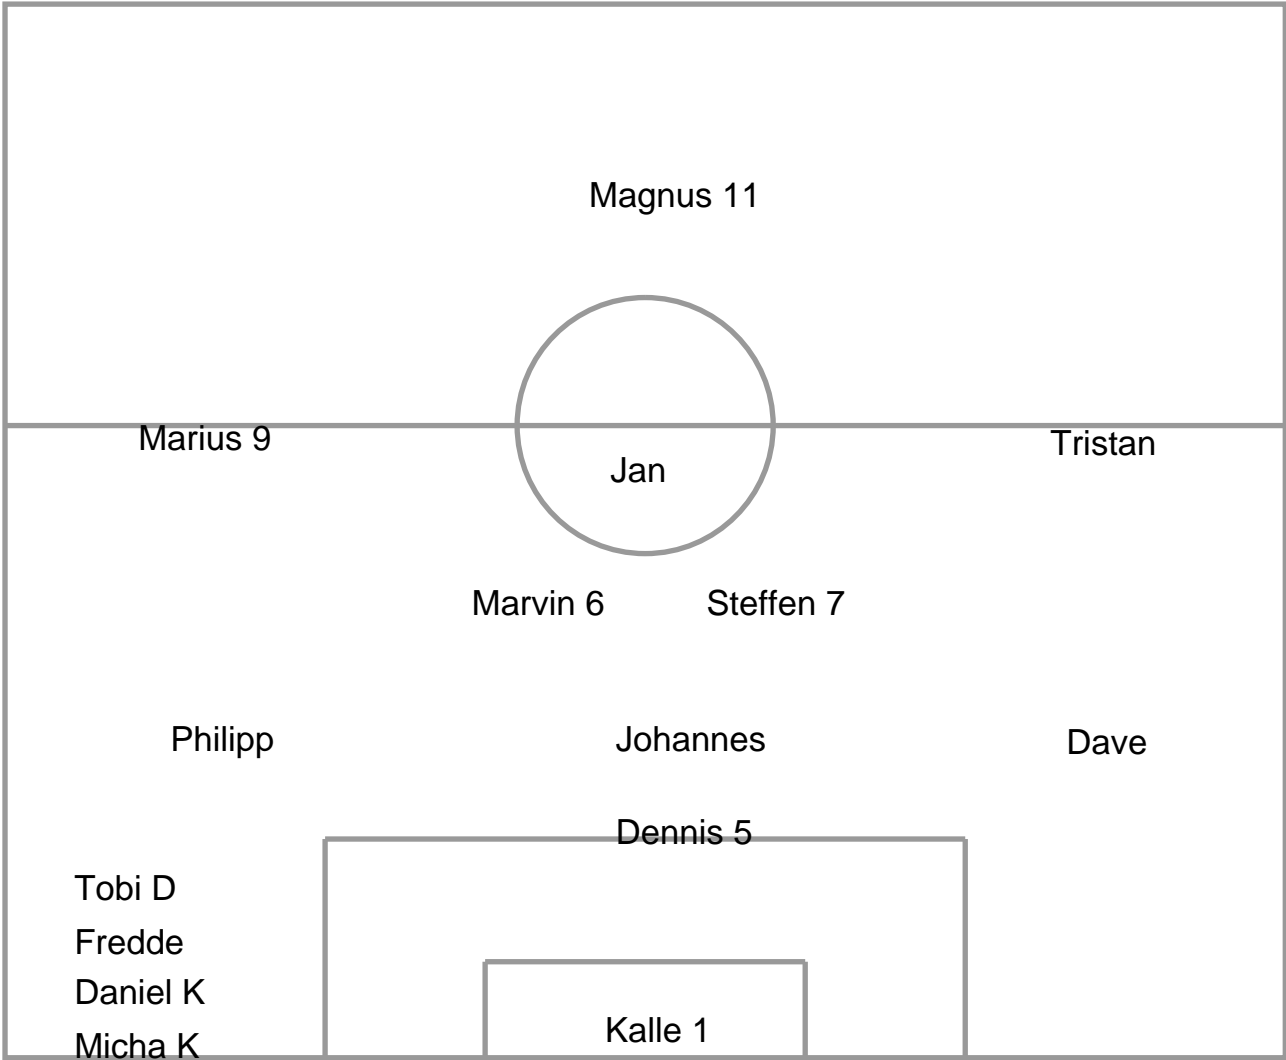 Magnus 11
Marius 9
Tristan
Jan
Marvin 6
Steffen 7
Philipp
Johannes
Dave
Dennis 5
Tobi D
Fredde
Daniel K
Micha K
Kalle 1